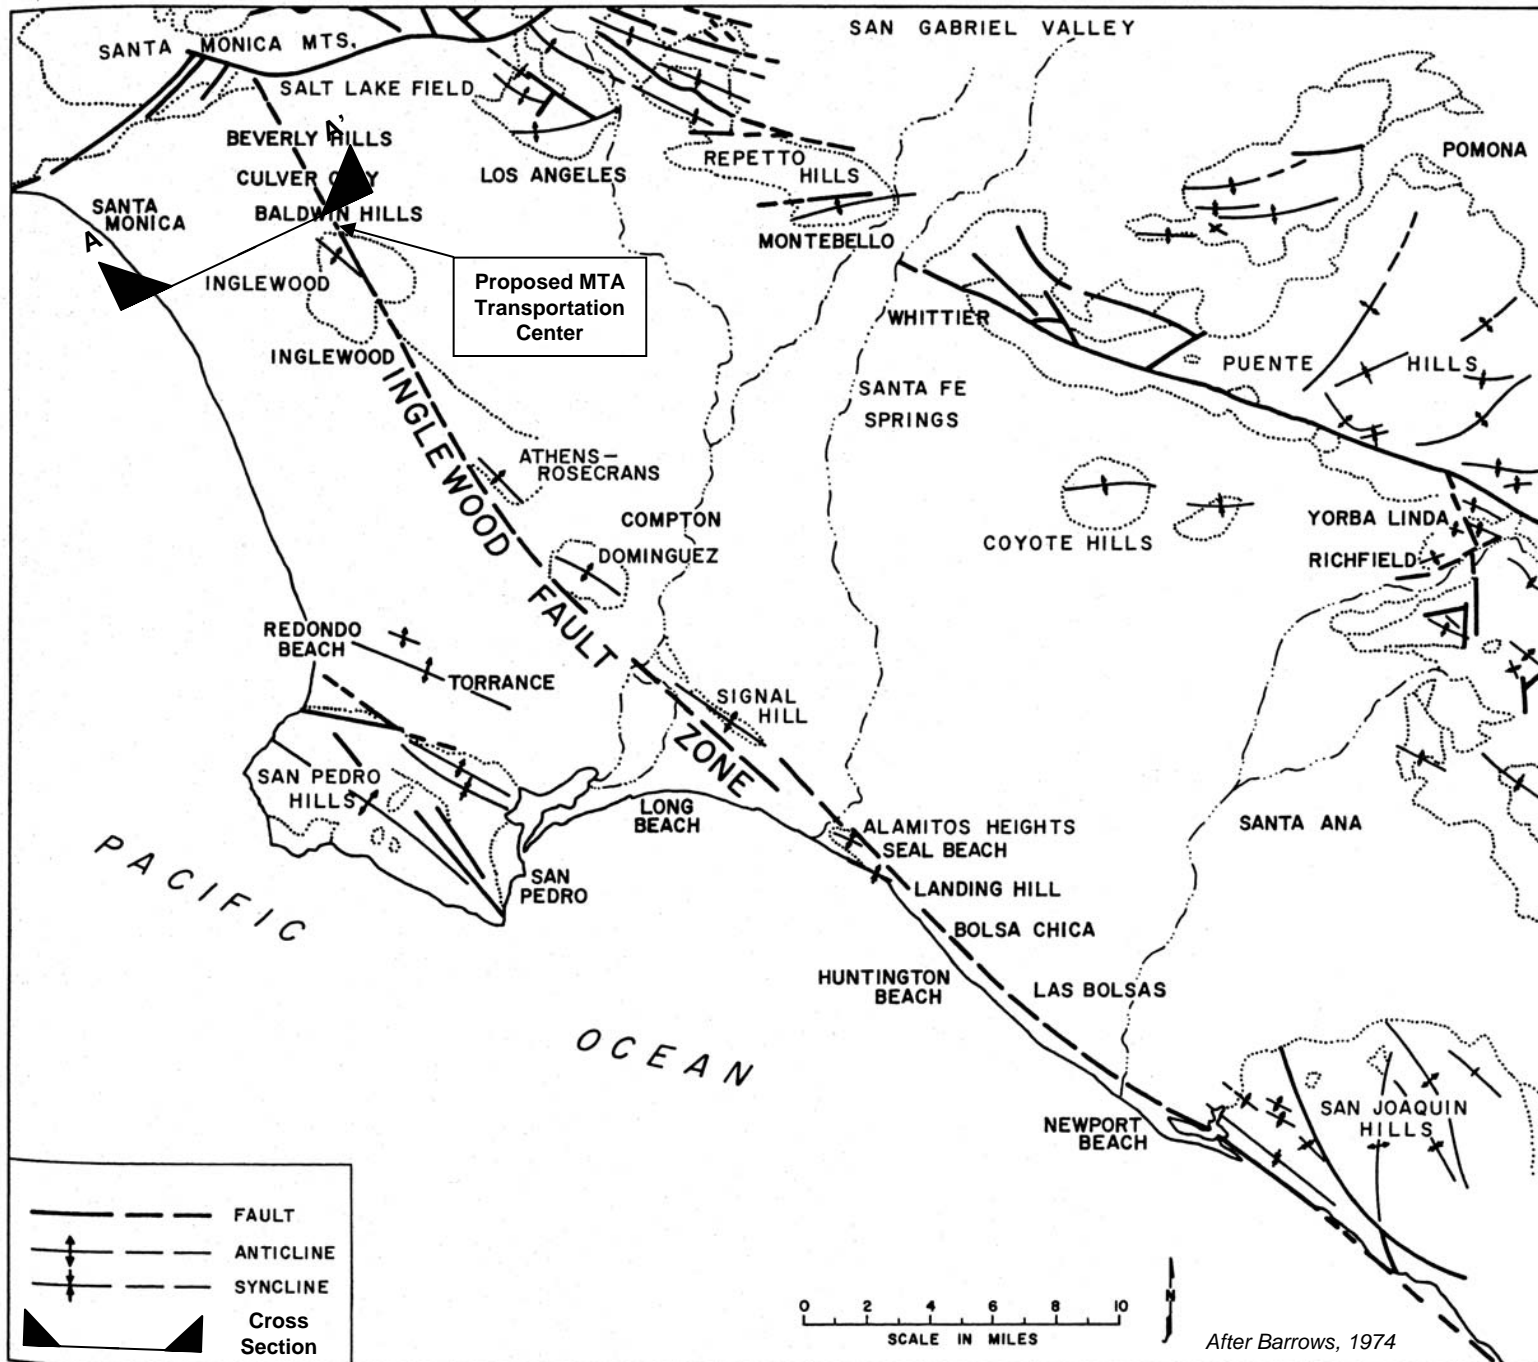 SAN GABRIEL VALLEY
SANTA MONICA MTS.
SALT LAKE FIELD
A'
BEVERLY HILLS
CULVER CITY
LOS ANGELES
REPETTO
HILLS
POMONA
SANTA
MONICA
BALDWIN HILLS
A
MONTEBELLO
INGLEWOOD
Proposed MTA
Transportation
Center
WHITTIER
INGLEWOOD
PUENTE HILLS
SANTA FE
SPRINGS
INGLEWOOD FAULT ZONE
ATHENS–
ROSECRANS
COMPTON
DOMINGUEZ
COYOTE HILLS
YORBA LINDA
RICHFIELD
REDONDO
BEACH
TORRANCE
SIGNAL
HILL
SAN PEDRO
HILLS
LONG
BEACH
ALAMITOS HEIGHTS
SEAL BEACH
SANTA ANA
SAN
PEDRO
LANDING HILL
PACIFIC
BOLSA CHICA
HUNTINGTON
BEACH
LAS BOLSAS
OCEAN
NEWPORT
BEACH
SAN JOAQUIN
HILLS
FAULT
ANTICLINE
SYNCLINE
Cross
Section
0 2 4 6 8 10
SCALE IN MILES
N
After Barrows, 1974